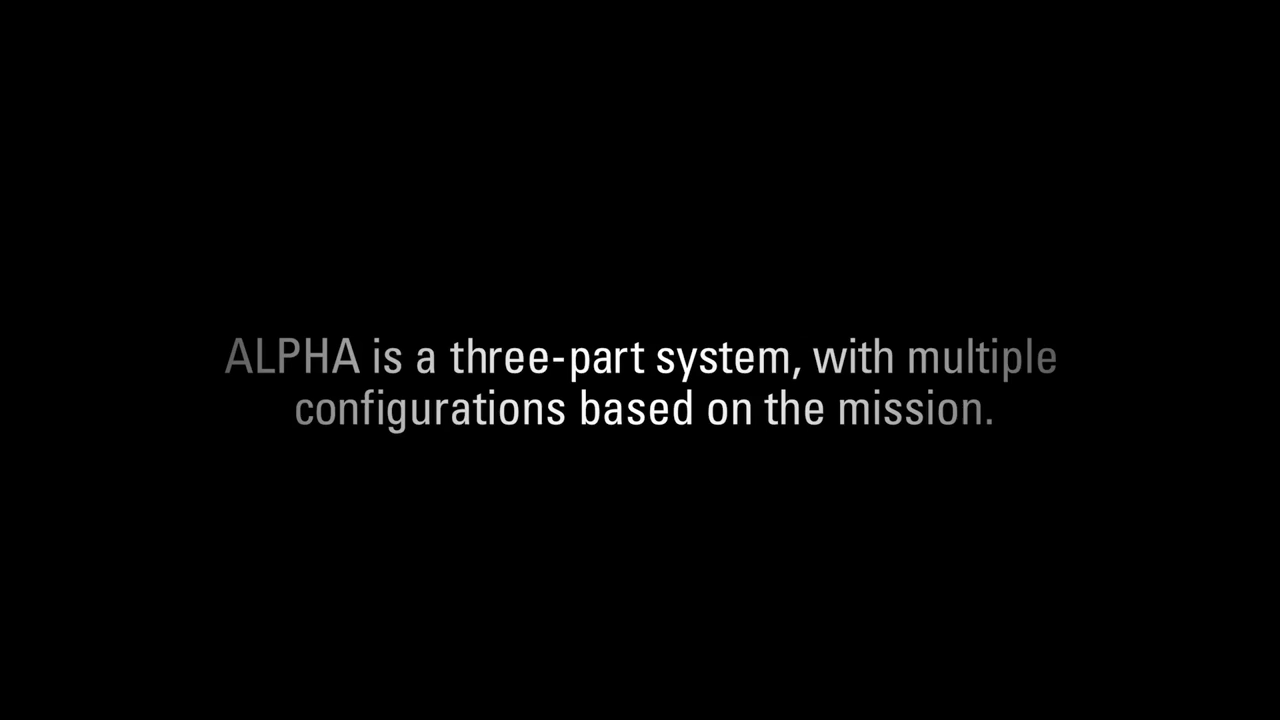 ALPHA is a three-part system, with multiple
configurations based on the mission.